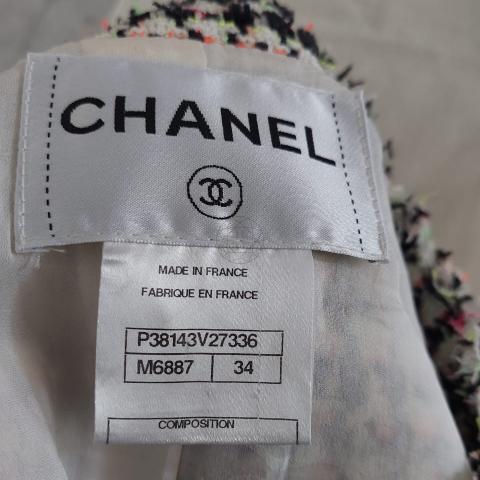 CHANEL
MADE IN FRANCE
FABRIQUE EN FRANCE
P38143V27336
M6887 34
COMPOSITION